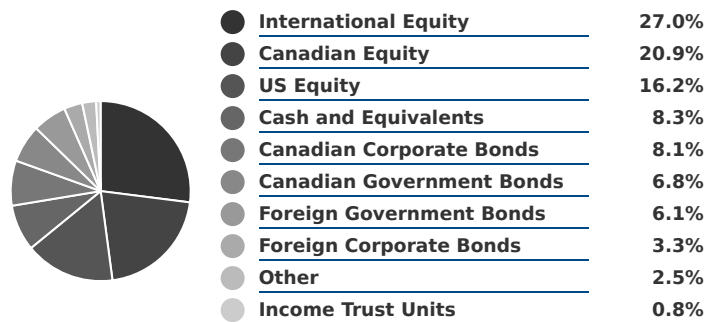 International Equity 27.0%
Canadian Equity 20.9%
US Equity 16.2%
Cash and Equivalents 8.3%
Canadian Corporate Bonds 8.1%
Canadian Government Bonds 6.8%
Foreign Government Bonds 6.1%
Foreign Corporate Bonds 3.3%
Other 2.5%
Income Trust Units 0.8%